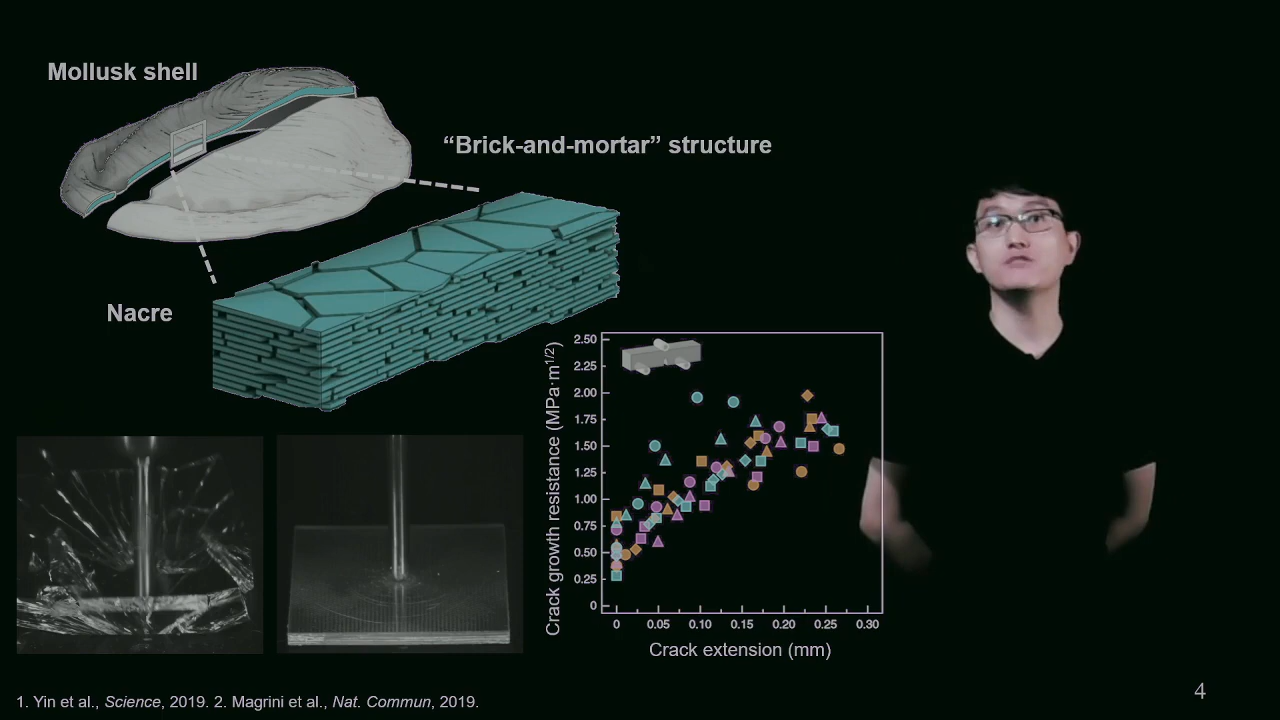 Mollusk shell
“Brick-and-mortar” structure
Nacre
Crack growth resistance (MPa·m1/2)
2.50
2.25
2.00
1.75
1.50
1.25
1.00
0.75
0.50
0.25
0
0 0.05 0.10 0.15 0.20 0.25 0.30
Crack extension (mm)
1. Yin et al., Science, 2019. 2. Magrini et al., Nat. Commun, 2019.
4